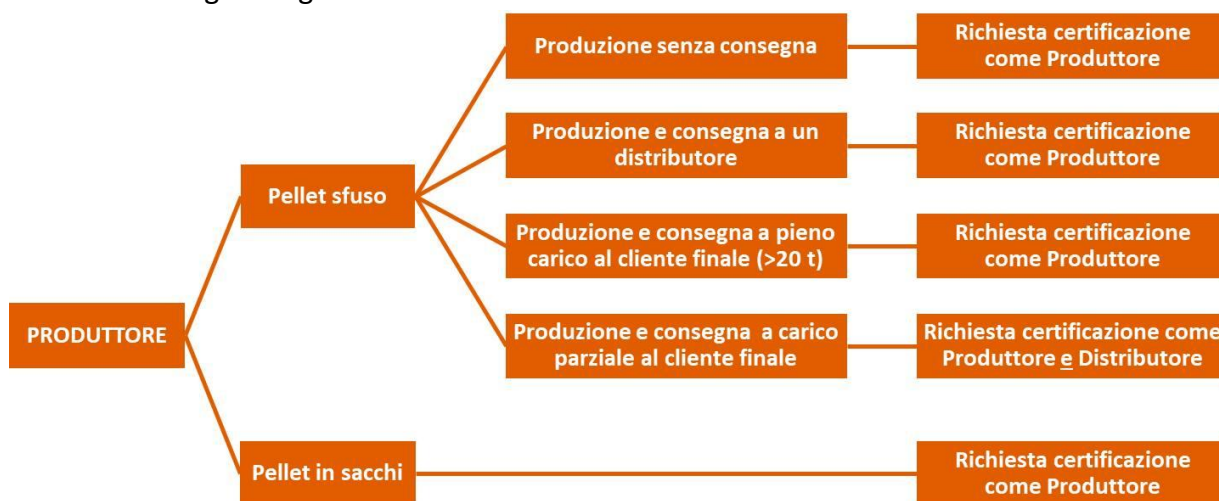 Produzione senza consegna
Richiesta certificazione
come Produttore
Produzione e consegna a un
distributore
Richiesta certificazione
come Produttore
Pellet sfuso
Produzione e consegna a pieno
carico al cliente finale (>20 t)
Richiesta certificazione
come Produttore
PRODUTTORE
Produzione e consegna a carico
parziale al cliente finale
Richiesta certificazione come
Produttore e Distributore
Pellet in sacchi
Richiesta certificazione
come Produttore